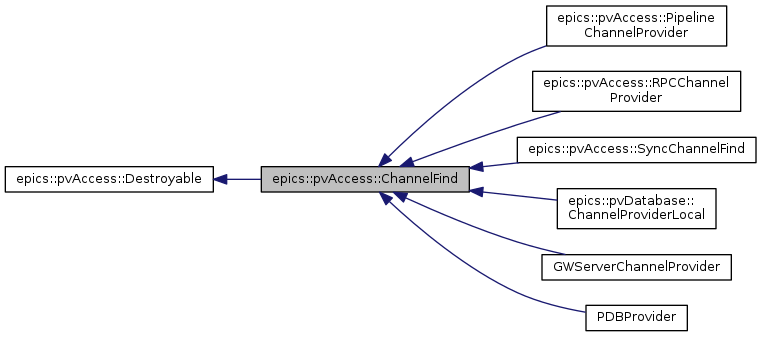 epics::pvAccess::Destroyable
epics::pvAccess::ChannelFind
epics::pvAccess::Pipeline
ChannelProvider
epics::pvAccess::RPCChannel
Provider
epics::pvAccess::SyncChannelFind
epics::pvDatabase::
ChannelProviderLocal
GWServerChannelProvider
PDBProvider